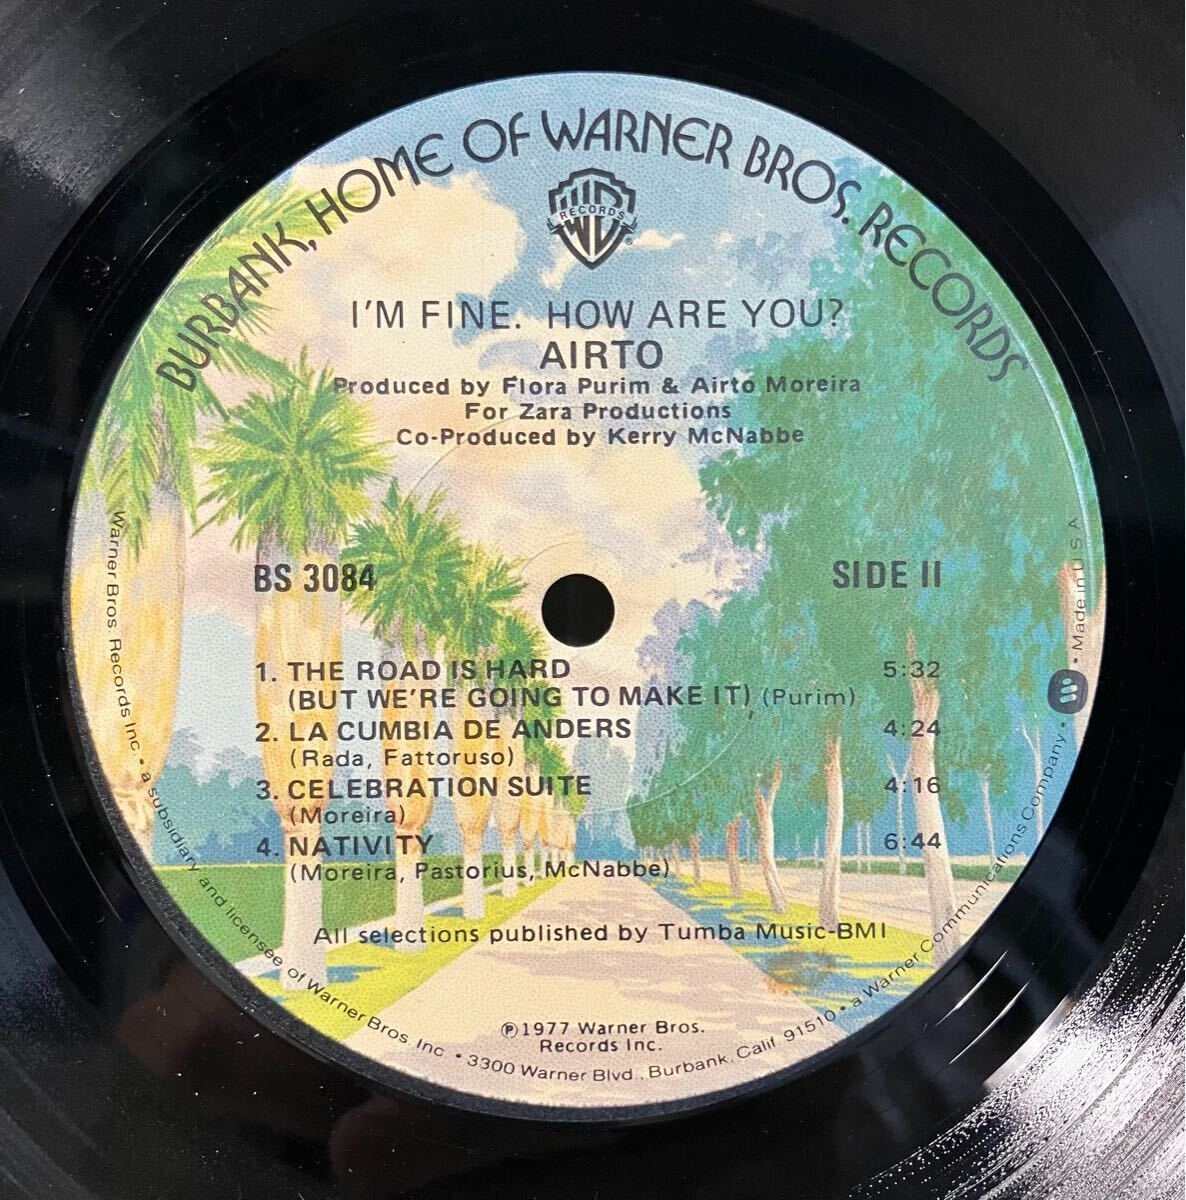 BURBANK, HOME OF WARNER BROS. RECORDS
RECORDS
I'M FINE. HOW ARE YOU?
AIRTO
Produced by Flora Purim & Airto Moreira
For Zara Productions
Co-Produced by Kerry McNabbe
BS 3084
SIDE II
1. THE ROAD IS HARD 5:32
(BUT WE'RE GOING TO MAKE IT) (Purim)
2. LA CUMBIA DE ANDERS 4:24
(Rada, Fattoruso)
3. CELEBRATION SUITE 4:16
(Moreira)
4. NATIVITY 6:44
(Moreira, Pastorius, McNabbe)
All selections published by Tumba Music-BMI
℗1977 Warner Bros.
Records Inc.
Warner Bros. Records Inc. • a subsidiary and licensee of Warner Bros. Inc. • 3300 Warner Blvd., Burbank, Calif. 91510 • a Warner Communications Company. • Made in U S A